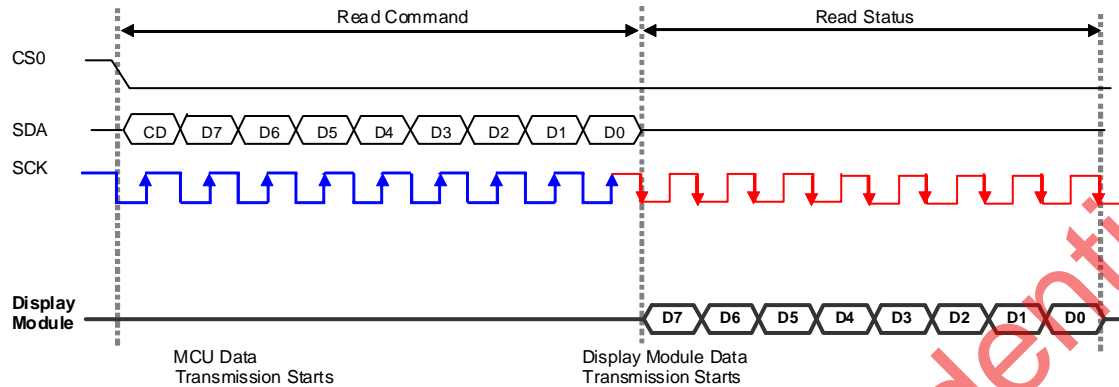 Read Command
Read Status
CS0
SDA
CD D7 D6 D5 D4 D3 D2 D1 D0
SCK
Display
Module
D7 D6 D5 D4 D3 D2 D1 D0
MCU Data
Transmission Starts
Display Module Data
Transmission Starts
denti